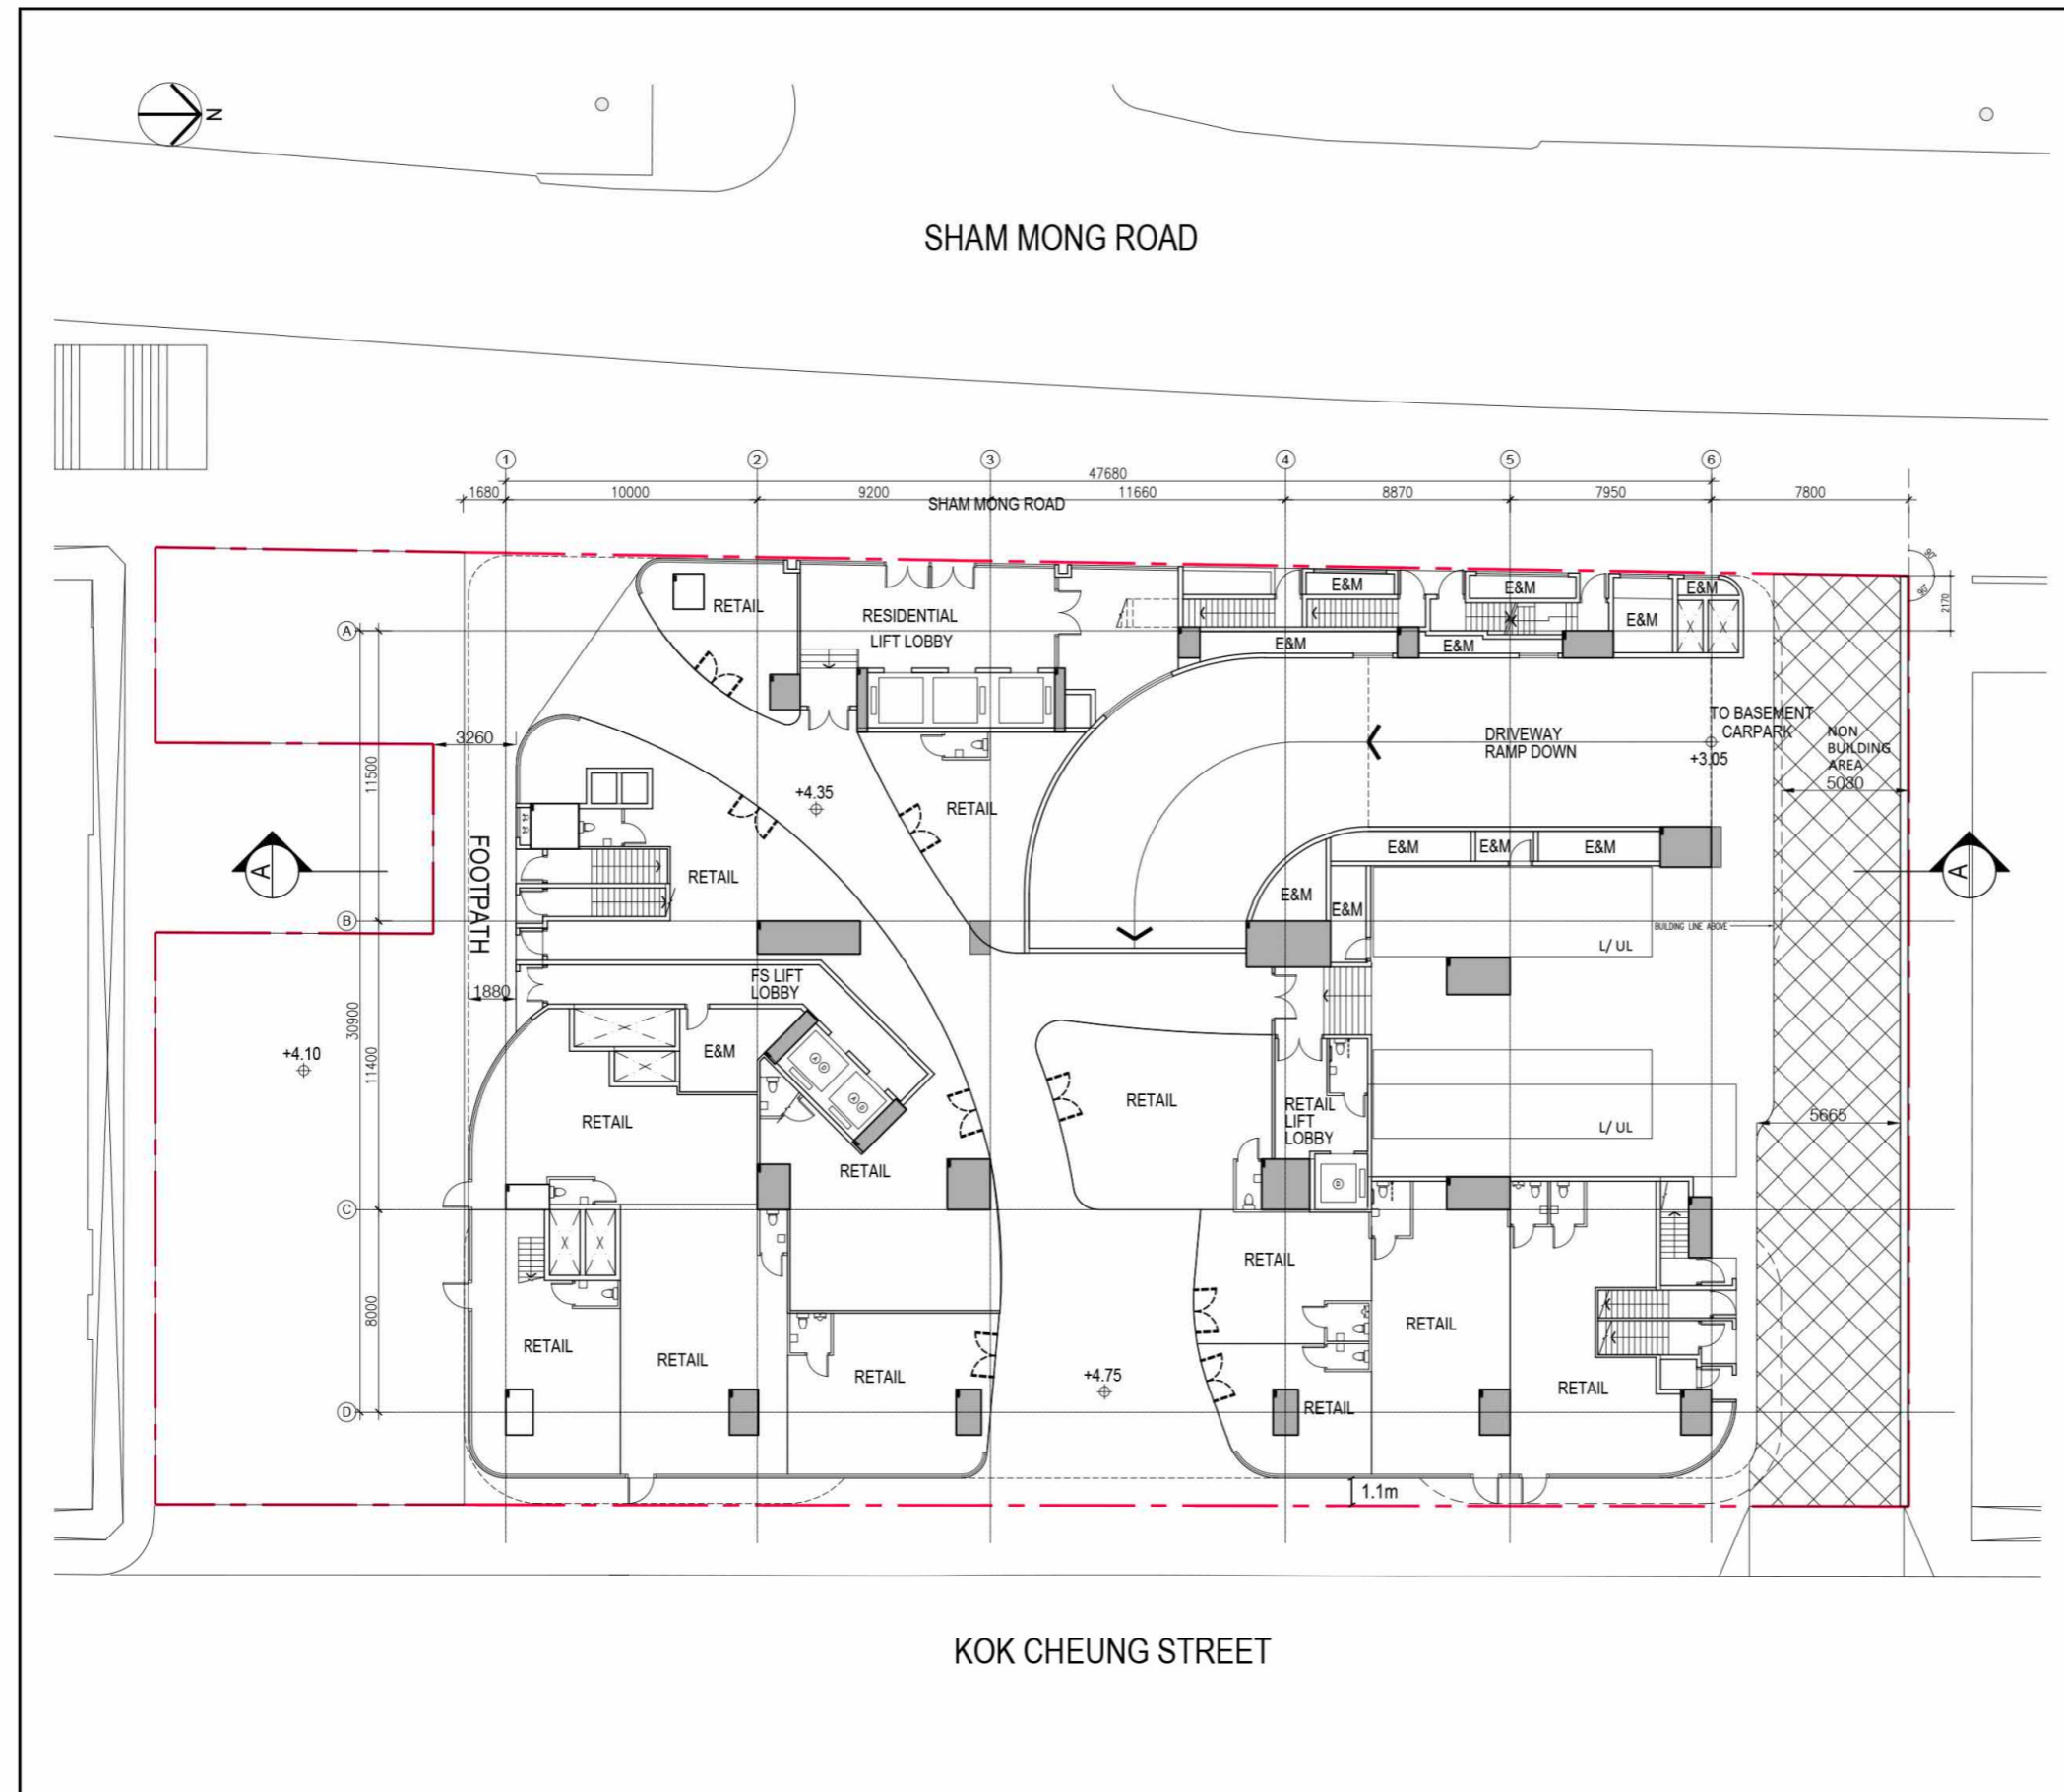 N
SHAM MONG ROAD
1
2
3
4
5
6
47680
1680
10000
9200
11660
8870
7950
7800
SHAM MONG ROAD
90°
90°
2170
A
RETAIL
RESIDENTIAL
LIFT LOBBY
E&M
E&M
E&M
E&M
E&M
E&M
3260
11500
+4.35
RETAIL
DRIVEWAY
RAMP DOWN
TO BASEMENT
CARPARK
+3.05
NON
BUILDING
AREA
5030
A
FOOTPATH
RETAIL
E&M
E&M
E&M
E&M
E&M
A
B
BUILDING LINE ABOVE
L/ UL
FS LIFT
LOBBY
1880
30900
+4.10
11400
E&M
RETAIL
RETAIL
RETAIL
RETAIL
LIFT
LOBBY
L/ UL
5665
C
D
RETAIL
8000
RETAIL
RETAIL
RETAIL
RETAIL
RETAIL
RETAIL
+4.75
D
1.1m
KOK CHEUNG STREET